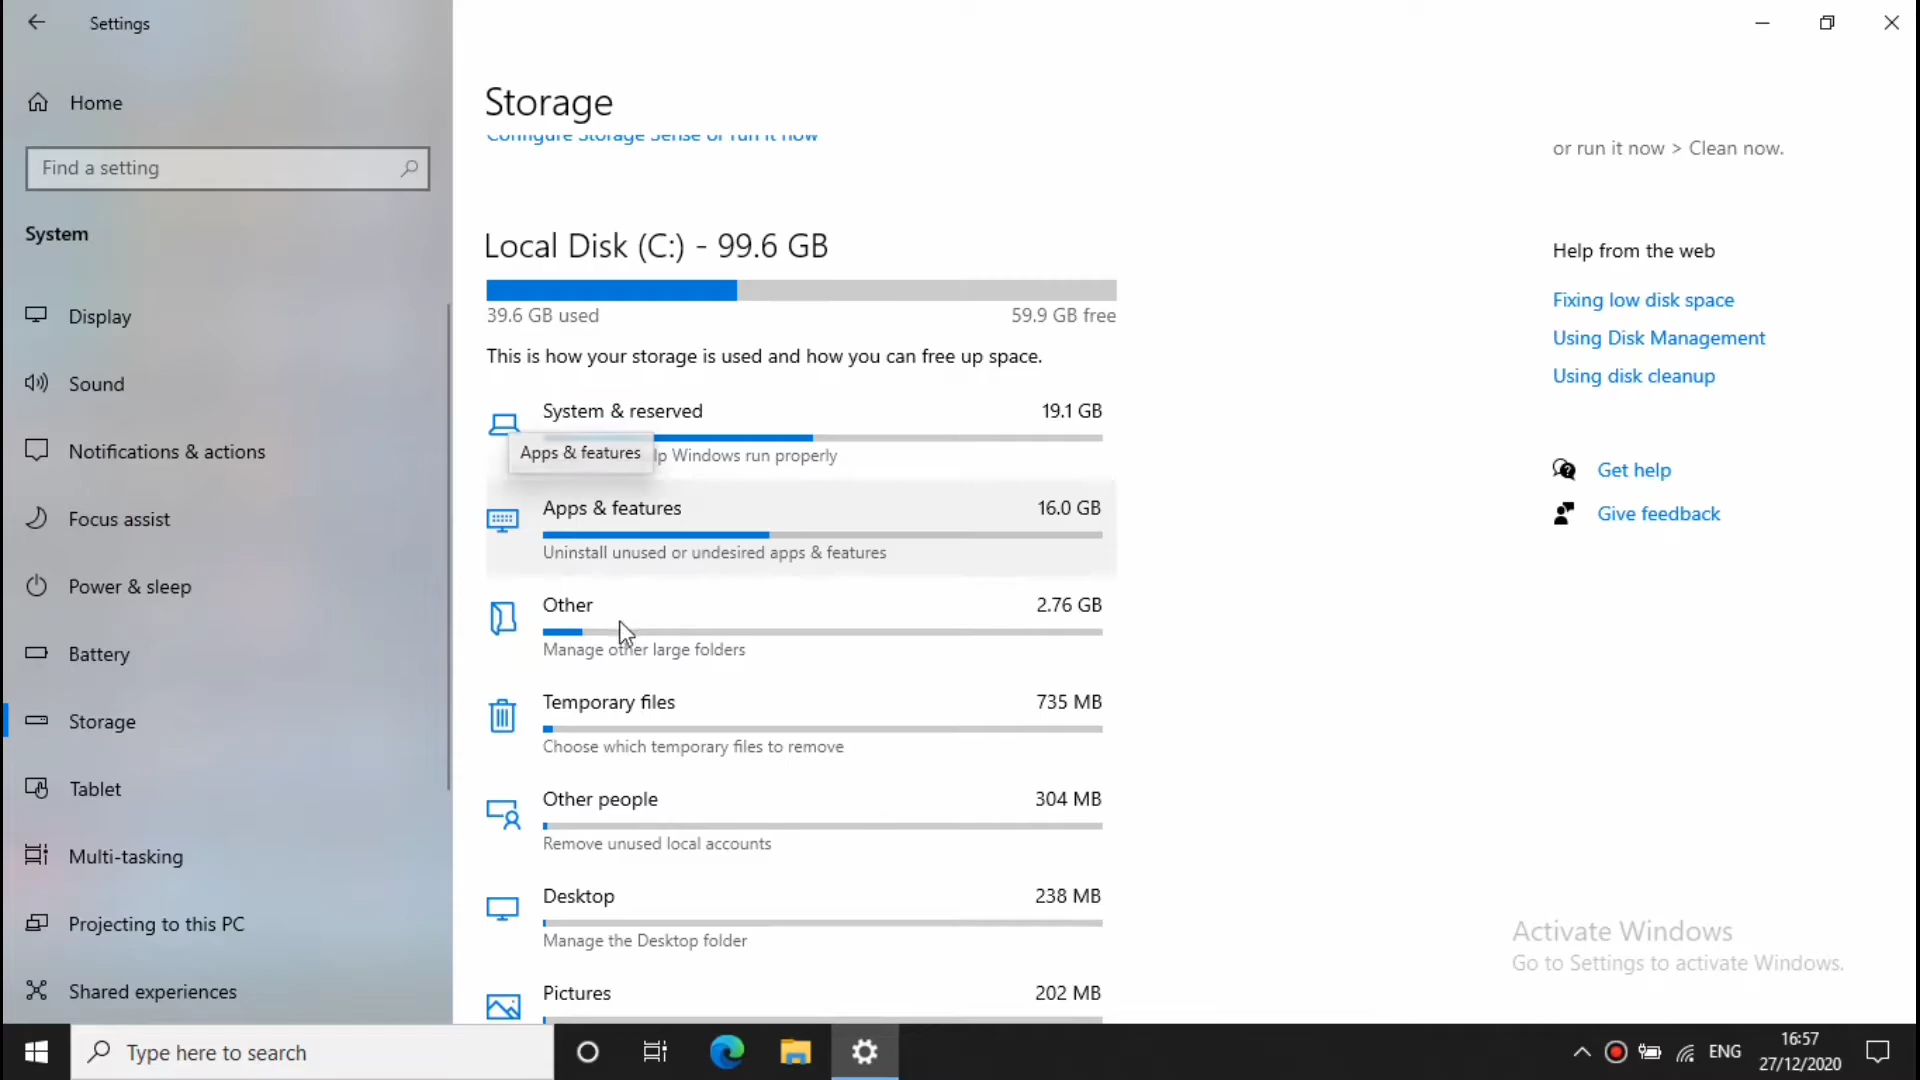 Settings
Home
Find a setting
System
Display
Sound
Notifications & actions
Focus assist
Power & sleep
Battery
Storage
Tablet
Multi-tasking
Projecting to this PC
Shared experiences
Storage
Configure Storage Sense or run it now
Local Disk (C:) - 99.6 GB
39.6 GB used 59.9 GB free
This is how your storage is used and how you can free up space.
System & reserved 19.1 GB
Apps & features
Windows run properly
Apps & features 16.0 GB
Uninstall unused or undesired apps & features
Other 2.76 GB
Manage other large folders
Temporary files 735 MB
Choose which temporary files to remove
Other people 304 MB
Remove unused local accounts
Desktop 238 MB
Manage the Desktop folder
Pictures 202 MB
or run it now > Clean now.
Help from the web
Fixing low disk space
Using Disk Management
Using disk cleanup
Get help
Give feedback
Activate Windows
Go to Settings to activate Windows.
Type here to search
ENG
16:57
27/12/2020